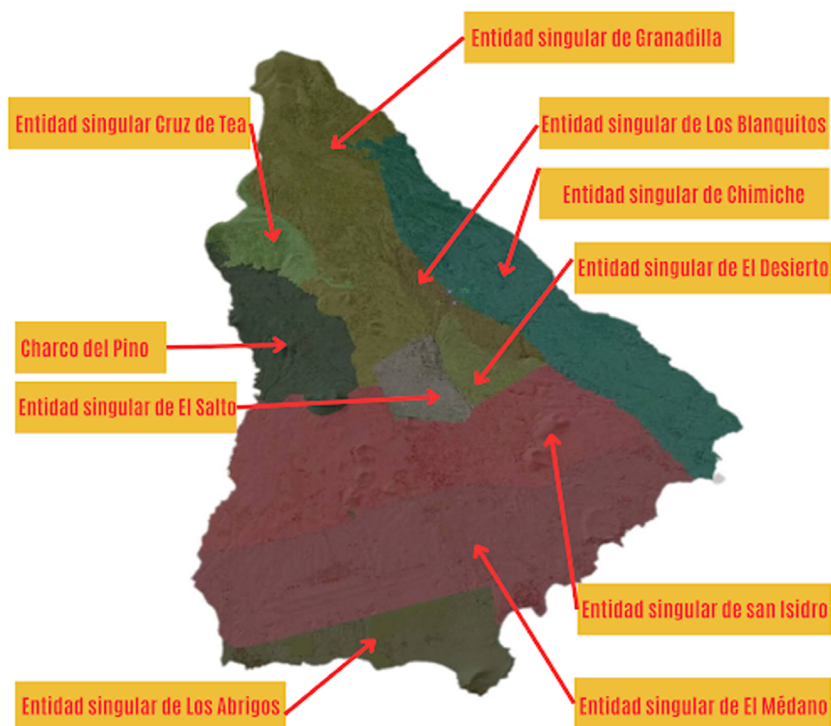 Entidad singular de Granadilla
Entidad singular Cruz de Tea
Entidad singular de Los Blanquitos
Entidad singular de Chimiche
Entidad singular de El Desierto
Charco del Pino
Entidad singular de El Salto
Entidad singular de san Isidro
Entidad singular de Los Abrigos
Entidad singular de El Médano